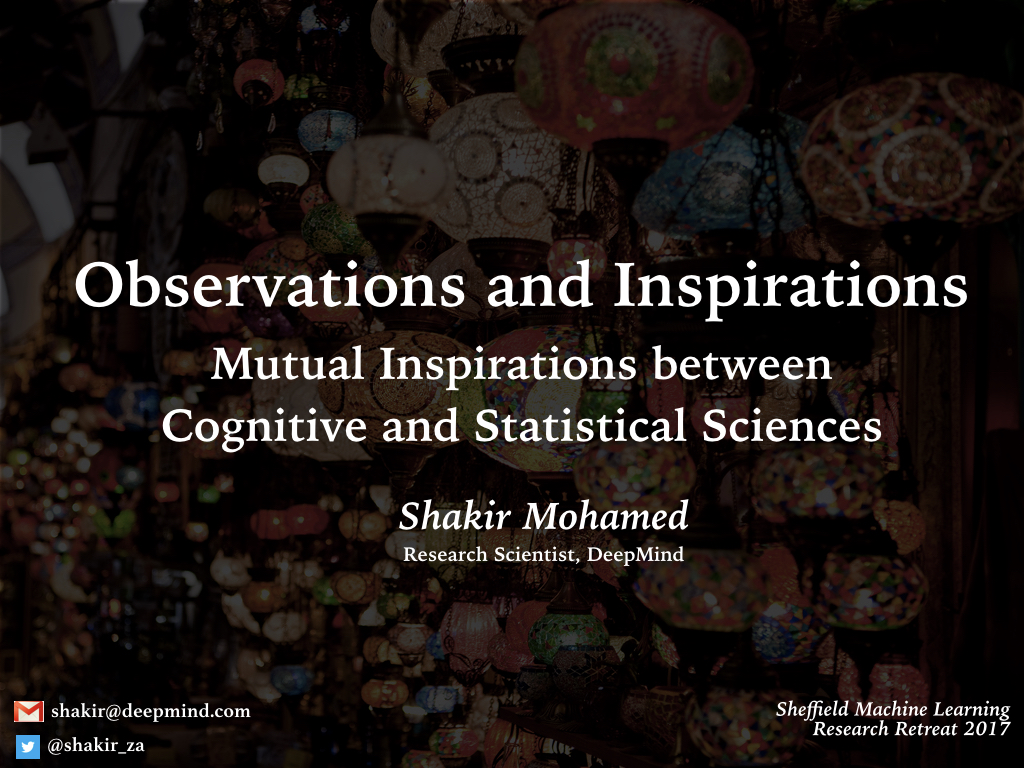 Observations and Inspirations
Mutual Inspirations between
Cognitive and Statistical Sciences
Shakir Mohamed
Research Scientist, DeepMind
shakir@deepmind.com
@shakir_za
Sheffield Machine Learning
Research Retreat 2017